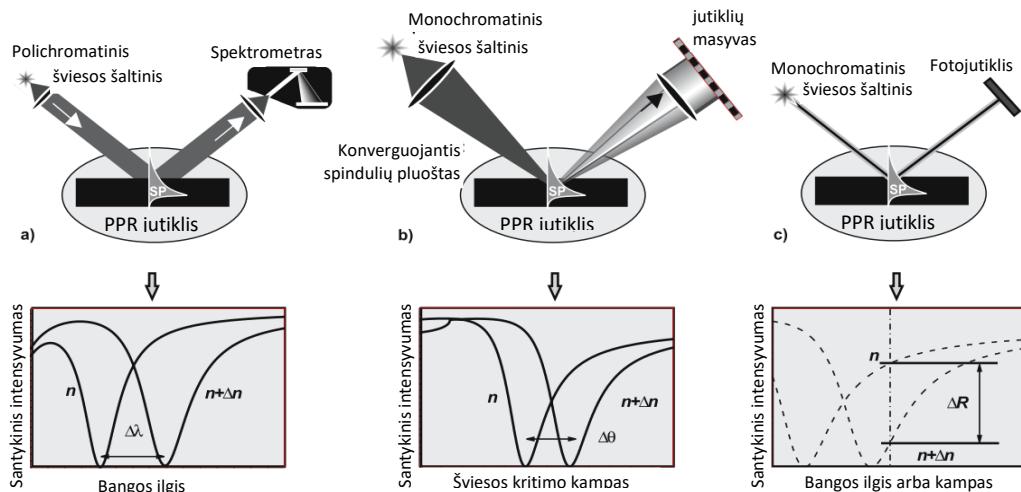 Polichromatinis
šviesos šaltinis
Spektrometras
SP
PPR jutiklis
a)
Monochromatinis
šviesos šaltinis
jutiklių
masyvas
Konverguojantis
spindulių pluoštas
SP
PPR jutiklis
b)
Monochromatinis
šviesos šaltinis
Fotojutiklis
SP
PPR jutiklis
c)
Santykinis intensyvumas
n
n+Δn
Δλ
Bangos ilgis
Santykinis intensyvumas
n
n+Δn
Δθ
Šviesos kritimo kampas
Santykinis intensyvumas
n
ΔR
n+Δn
Bangos ilgis arba kampas